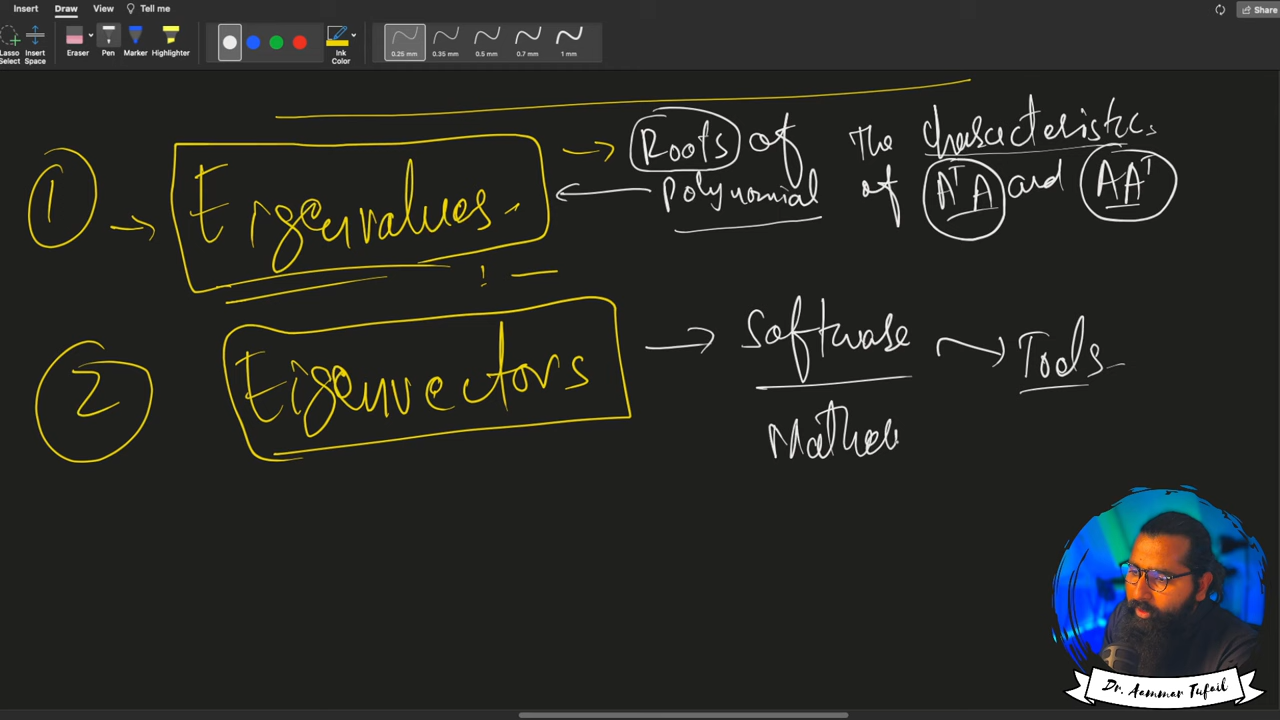 Insert Draw View Tell me Share
Lasso Select Insert Space Eraser Pen Marker Highlighter Ink Color 0.25 mm 0.35 mm 0.5 mm 0.7 mm 1 mm
① → Eigenvalues. → Roots of The characteristic.
← Polynomial of AᵀA and AAᵀ
2 Eigenvectors → Software → Tools
Dr. Aammar Tufail